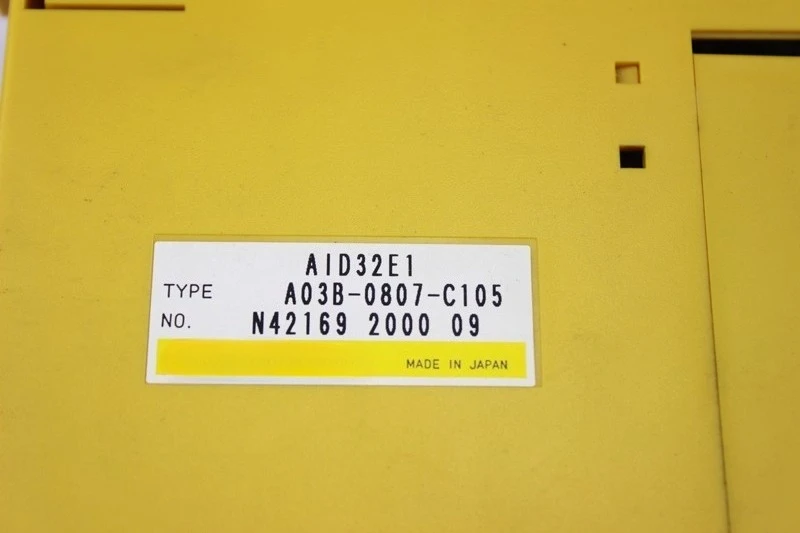 AID32E1
TYPE A03B-0807-C105
NO. N42169 2000 09
MADE IN JAPAN